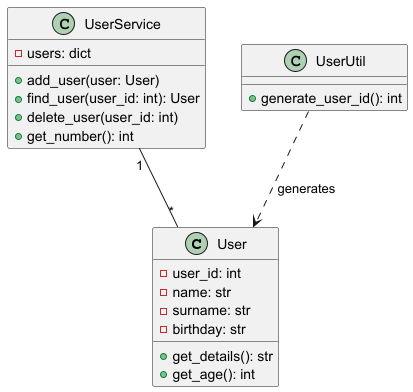 C UserService
users: dict
add_user(user: User)
find_user(user_id: int): User
delete_user(user_id: int)
get_number(): int
C UserUtil
generate_user_id(): int
1
generates
*
C User
user_id: int
name: str
surname: str
birthday: str
get_details(): str
get_age(): int